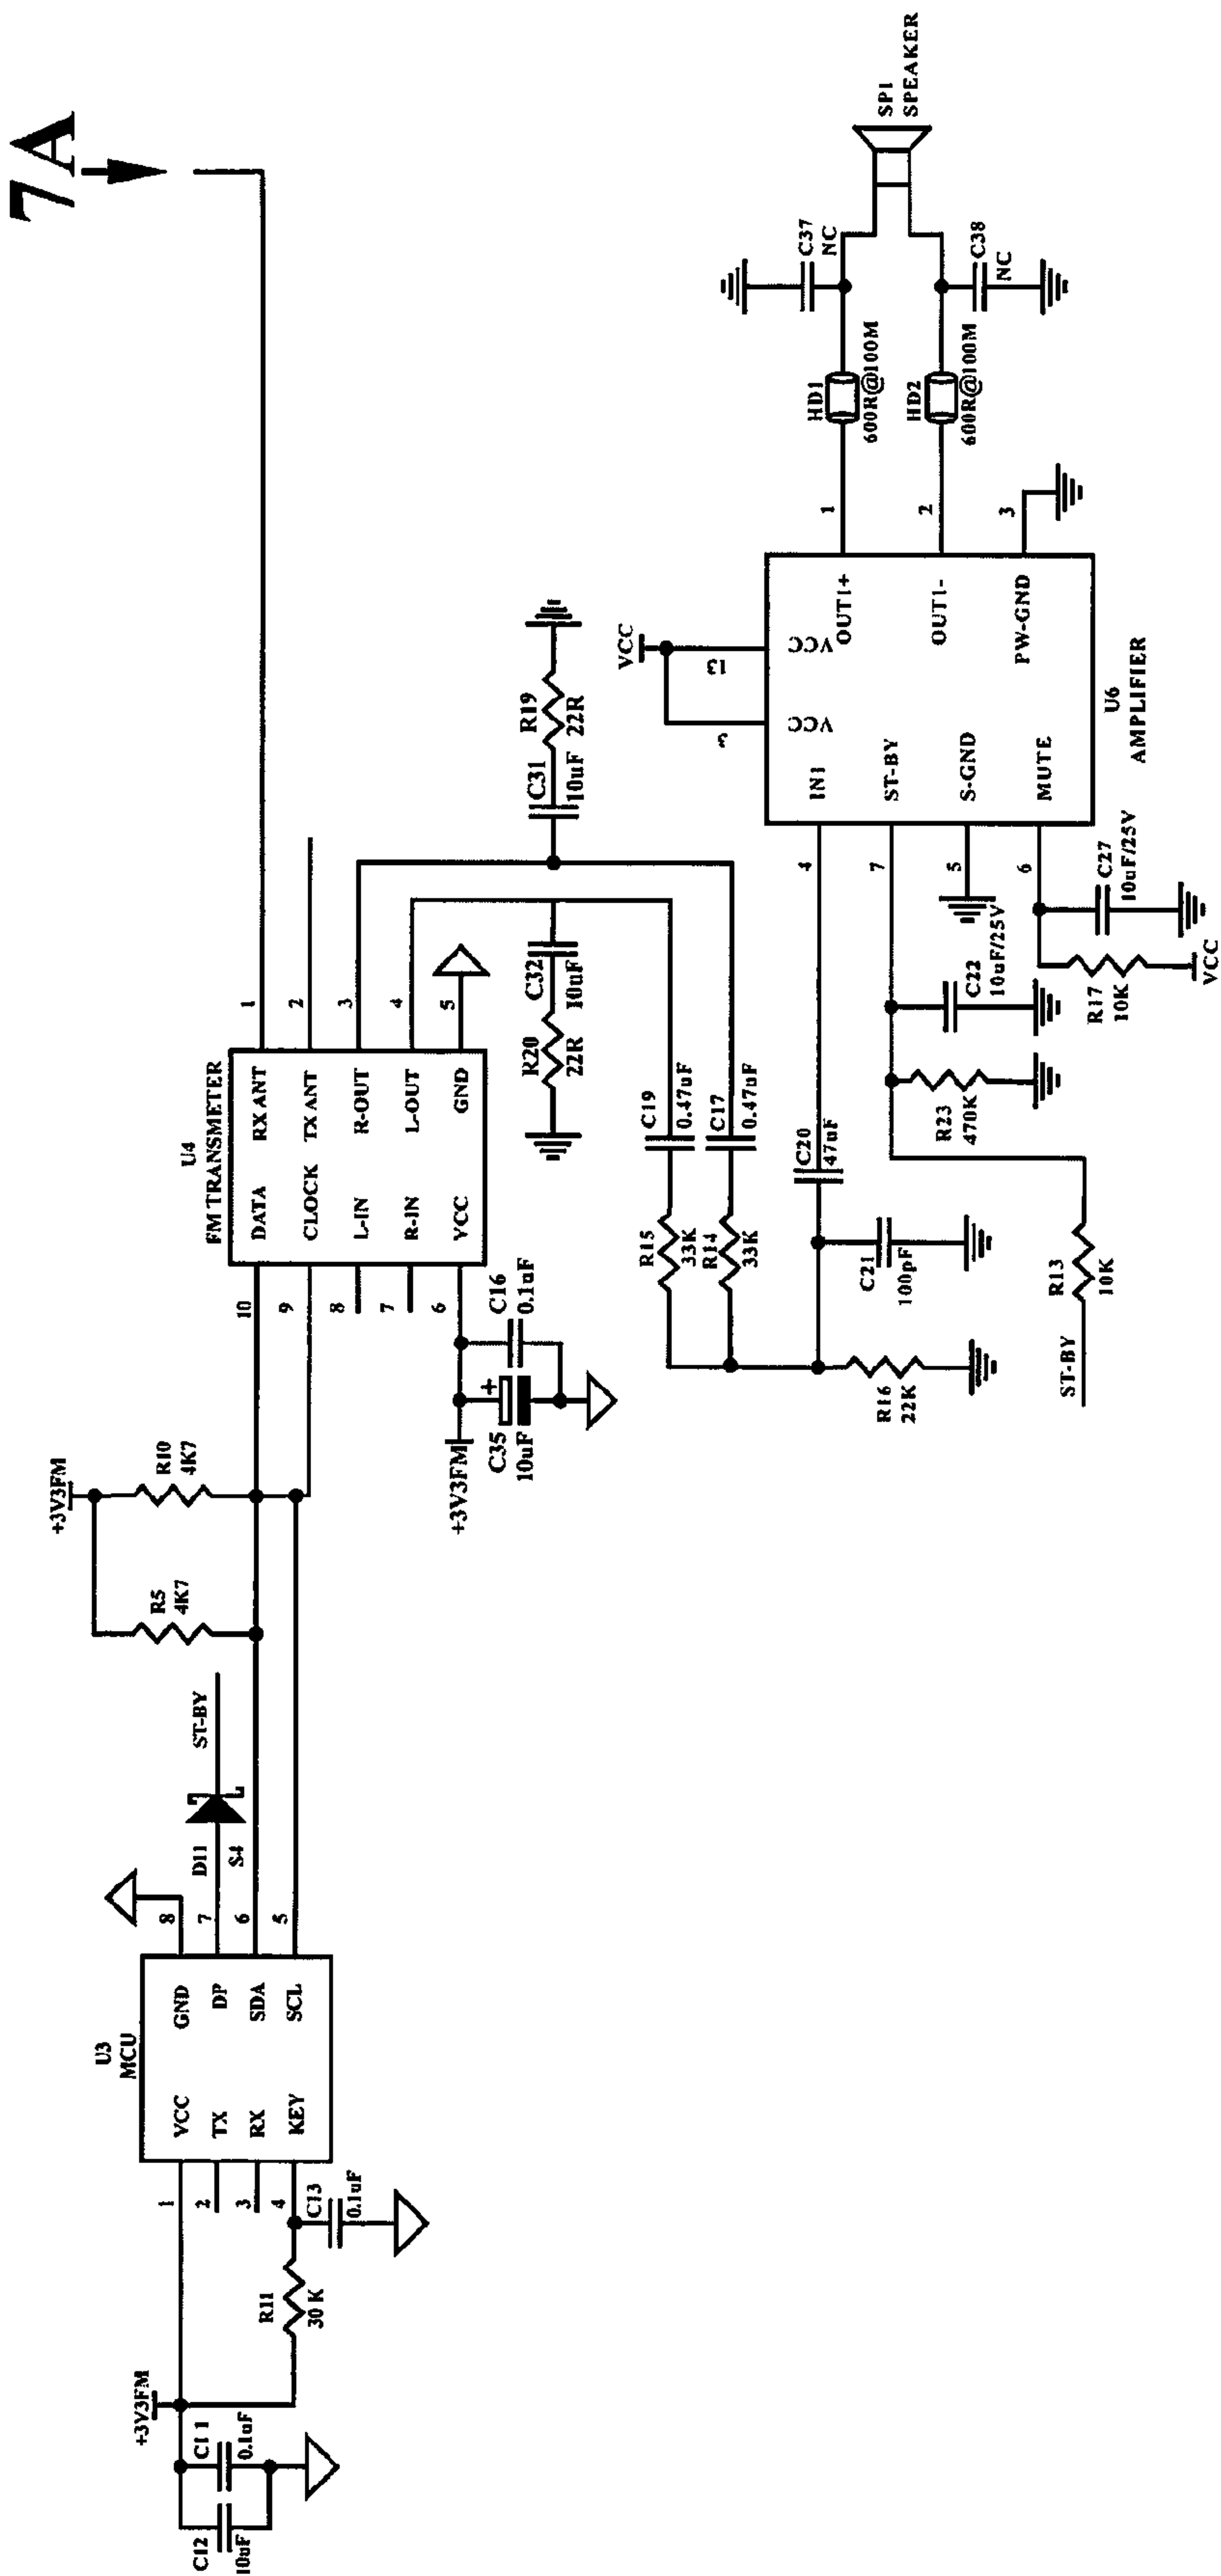 7A
+3V3FM
C12
10uF
C11
0.1uF
R11
30 K
C13
0.1uF
1
2
3
4
U3
MCU
VCC
TX
RX
KEY
GND
DP
SDA
SCL
8
7
6
5
D11
S4
ST-BY
R5
4K7
+3V3FM
R10
4K7
+3V3FM
C35
10uF
+
C16
0.1uF
10
9
8
7
6
U4
FM TRANSMETER
DATA
CLOCK
L-IN
R-IN
VCC
RX ANT
TX ANT
R-OUT
L-OUT
GND
1
2
3
4
5
R20
22R
C32
10uF
C31
10uF
R19
22R
R15
33K
R14
33K
C19
0.47uF
C17
0.47uF
R16
22K
C21
100pF
C20
47uF
ST-BY
R13
10K
R23
470K
C22
10uF/25V
R17
10K
VCC
C27
10uF/25V
4
7
5
6
IN1
ST-BY
S-GND
MUTE
VCC
VCC
13
VCC
OUT1+
OUT1-
PW-GND
U6
AMPLIFIER
1
2
3
HD1
600R@100M
HD2
600R@100M
C37
NC
C38
NC
SP1
SPEAKER